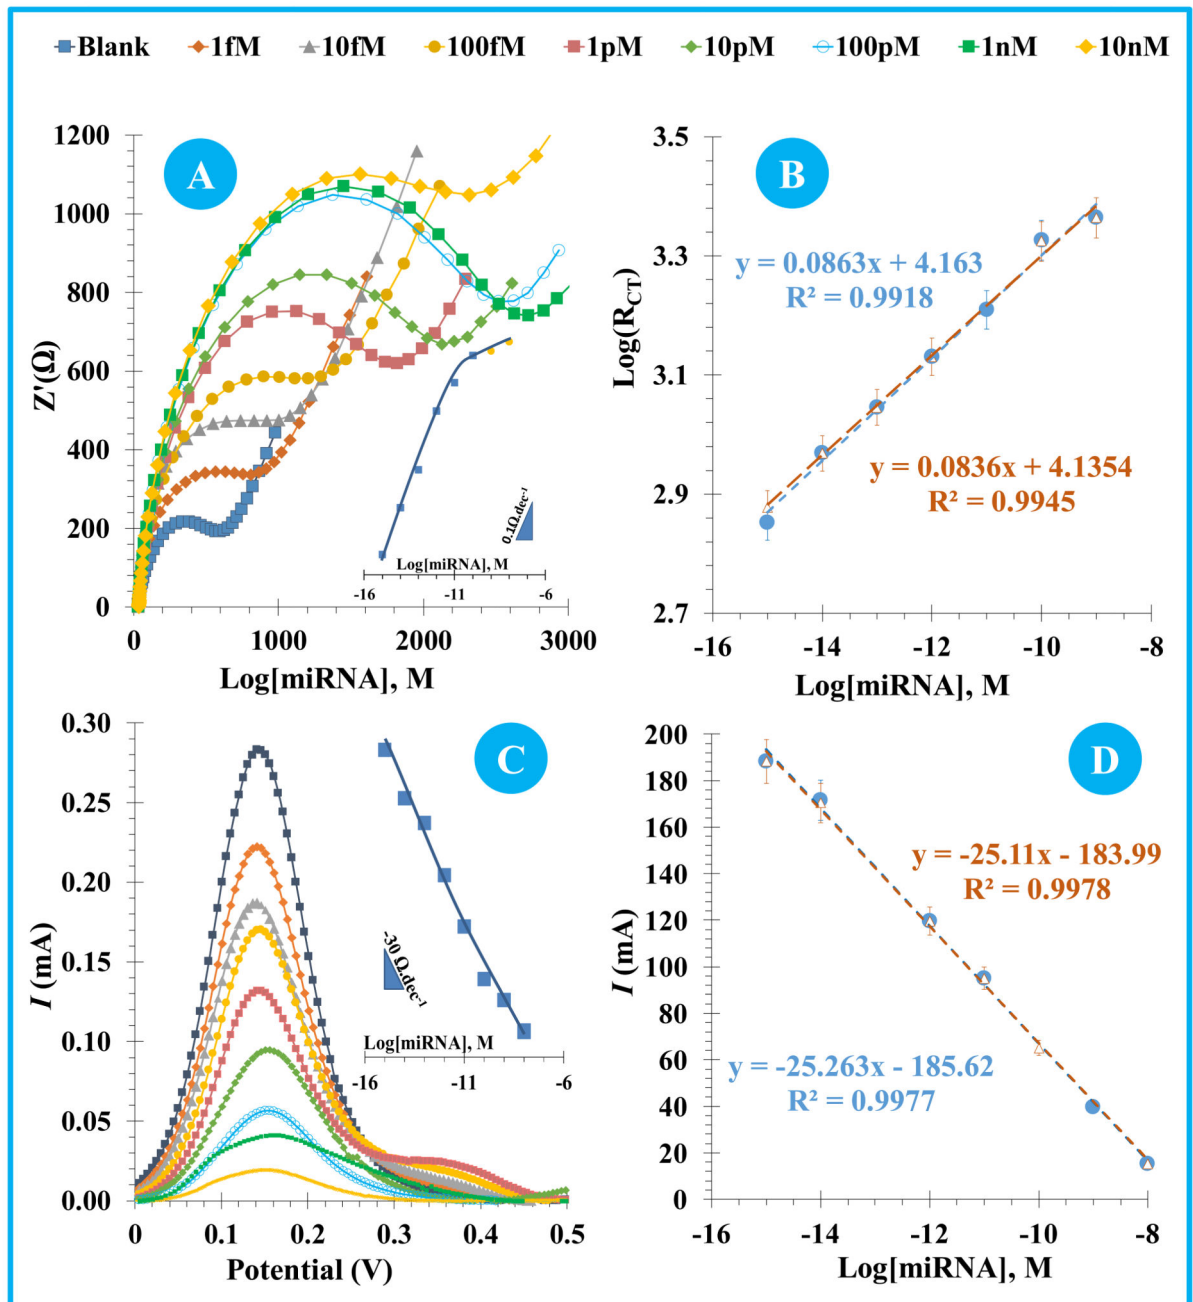 Blank 1fM 10fM 100fM 1pM 10pM 100pM 1nM 10nM
A
Z'(Ω)
1200
1000
800
600
400
200
0
0 1000 2000 3000
Log[miRNA], M
0.1Ω.dec⁻¹
Log[miRNA], M
-16 -11 -6
B
Log(R_CT)
3.5
3.3
3.1
2.9
2.7
y = 0.0863x + 4.163
R² = 0.9918
y = 0.0836x + 4.1354
R² = 0.9945
-16 -14 -12 -10 -8
Log[miRNA], M
C
I (mA)
0.30
0.25
0.20
0.15
0.10
0.05
0.00
0 0.1 0.2 0.3 0.4 0.5
Potential (V)
-30 Ω.dec⁻¹
Log[miRNA], M
-16 -11 -6
D
I (mA)
200
180
160
140
120
100
80
60
40
20
0
y = -25.11x - 183.99
R² = 0.9978
y = -25.263x - 185.62
R² = 0.9977
-16 -14 -12 -10 -8
Log[miRNA], M